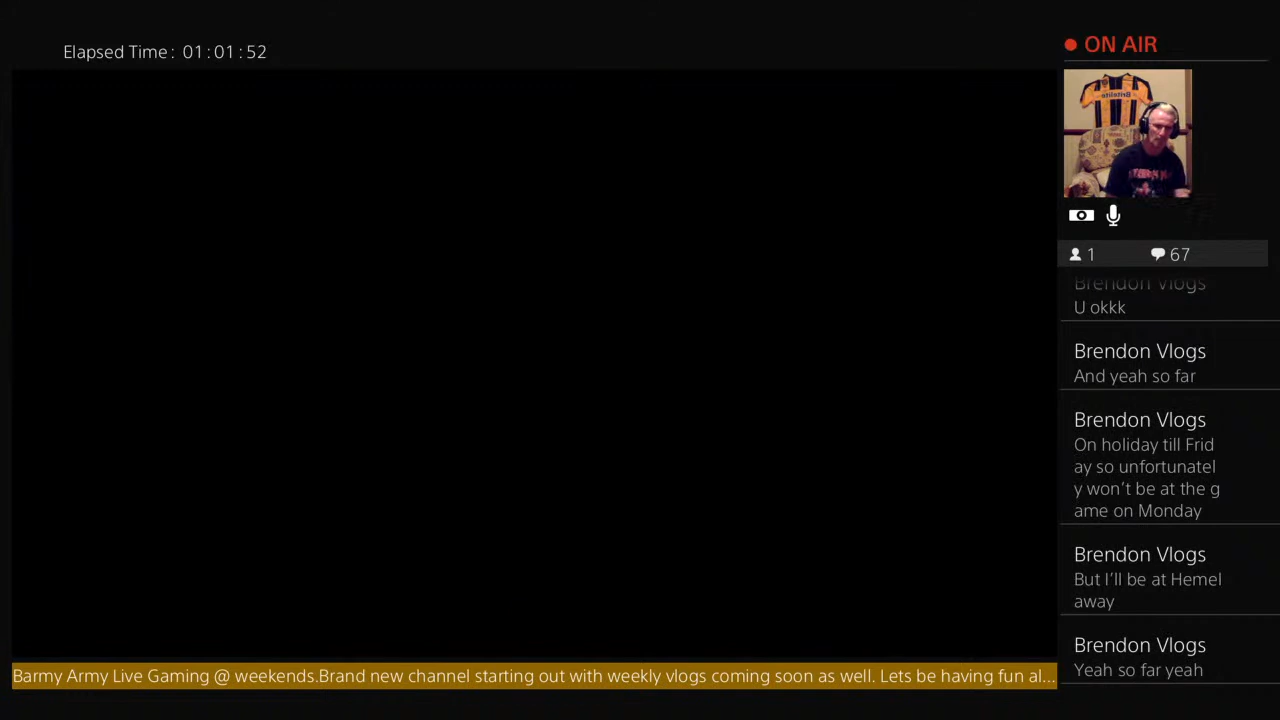 Elapsed Time: 01:01:52
ON AIR
Britelite
1
67
Brendon Vlogs
U okkk
Brendon Vlogs
And yeah so far
Brendon Vlogs
On holiday till Frid
ay so unfortunatel
y won't be at the g
ame on Monday
Brendon Vlogs
But I'll be at Hemel
away
Brendon Vlogs
Yeah so far yeah
Barmy Army Live Gaming @ weekends.Brand new channel starting out with weekly vlogs coming soon as well. Lets be having fun al...